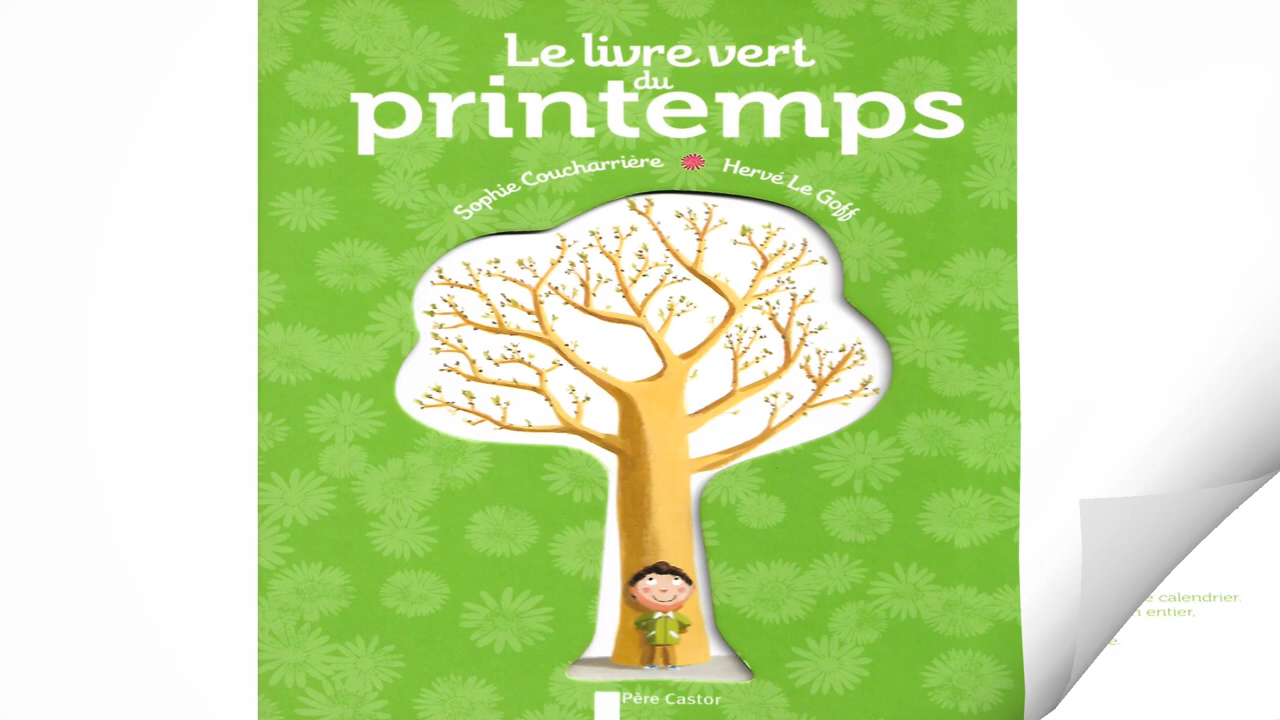 Le livre vert
du
printemps
Sophie Coucharrière Hervé Le Goff
Père Castor
calendrier.
entier,